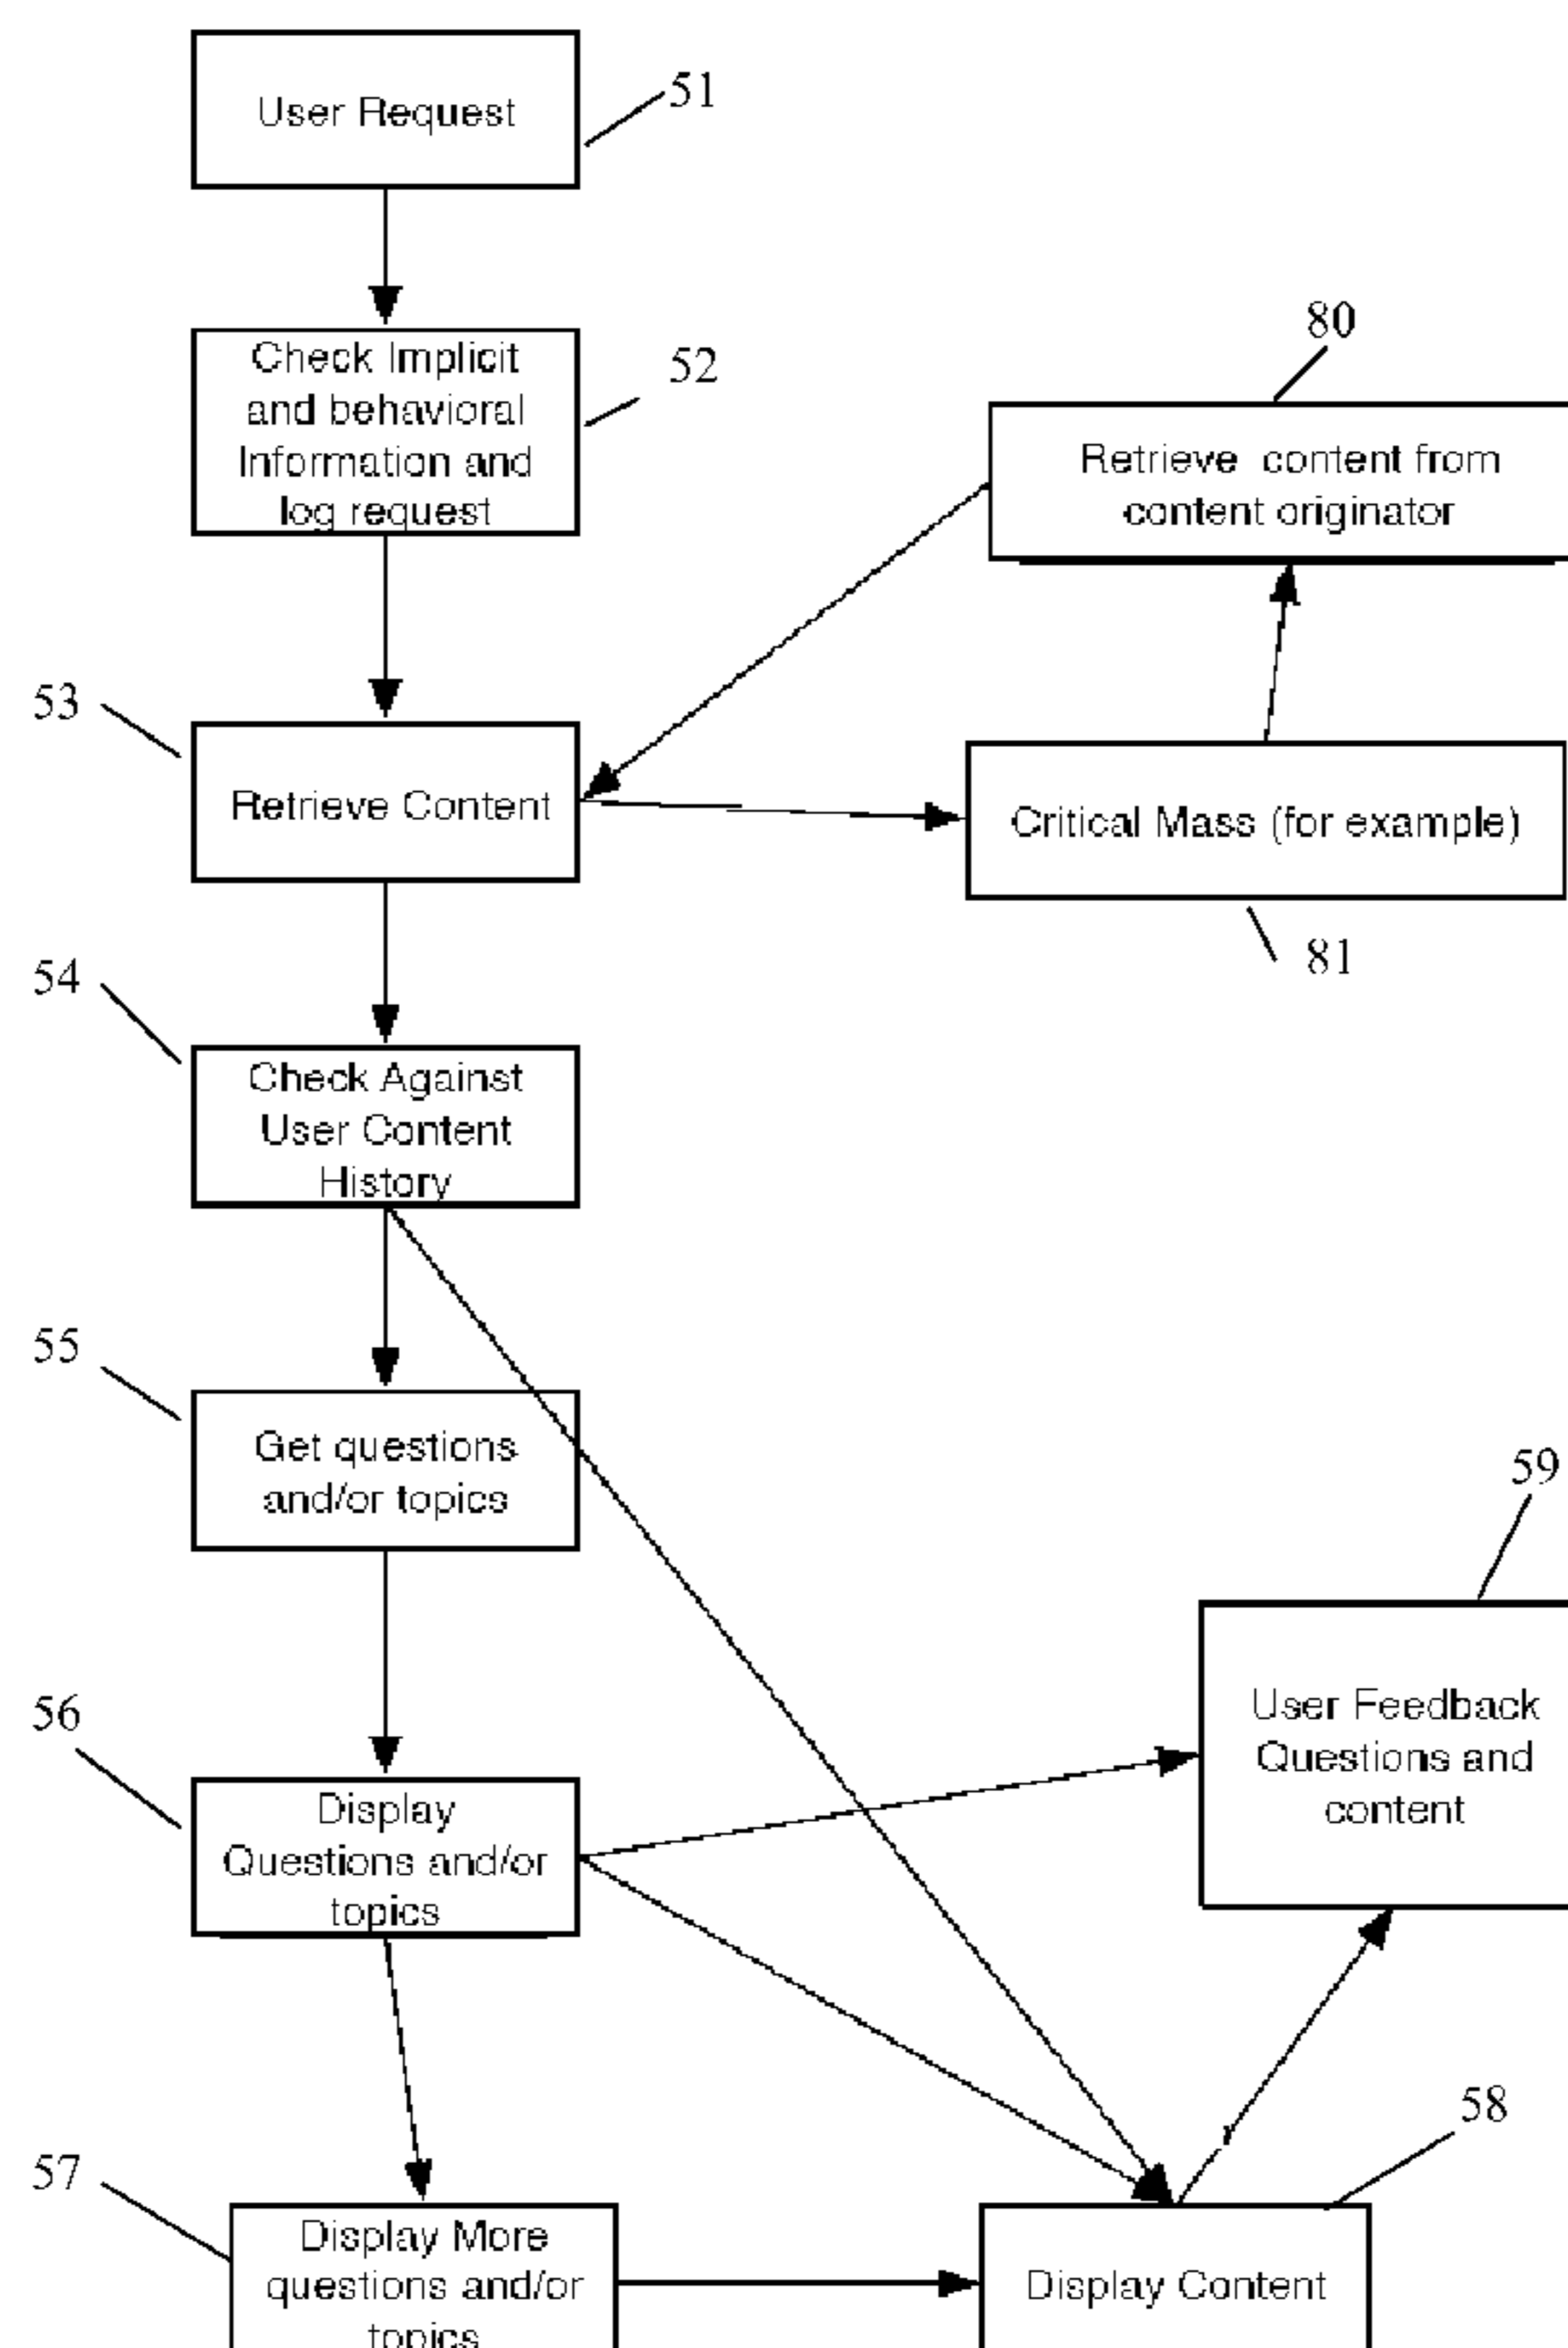 User Request
51
Check Implicit
and behavioral
Information and
log request
52
80
Retrieve content from
content originator
53
Retrieve Content
Critical Mass (for example)
81
54
Check Against
User Content
History
55
Get questions
and/or topics
59
User Feedback
Questions and
content
56
Display
Questions and/or
topics
58
57
Display More
questions and/or
topics
Display Content